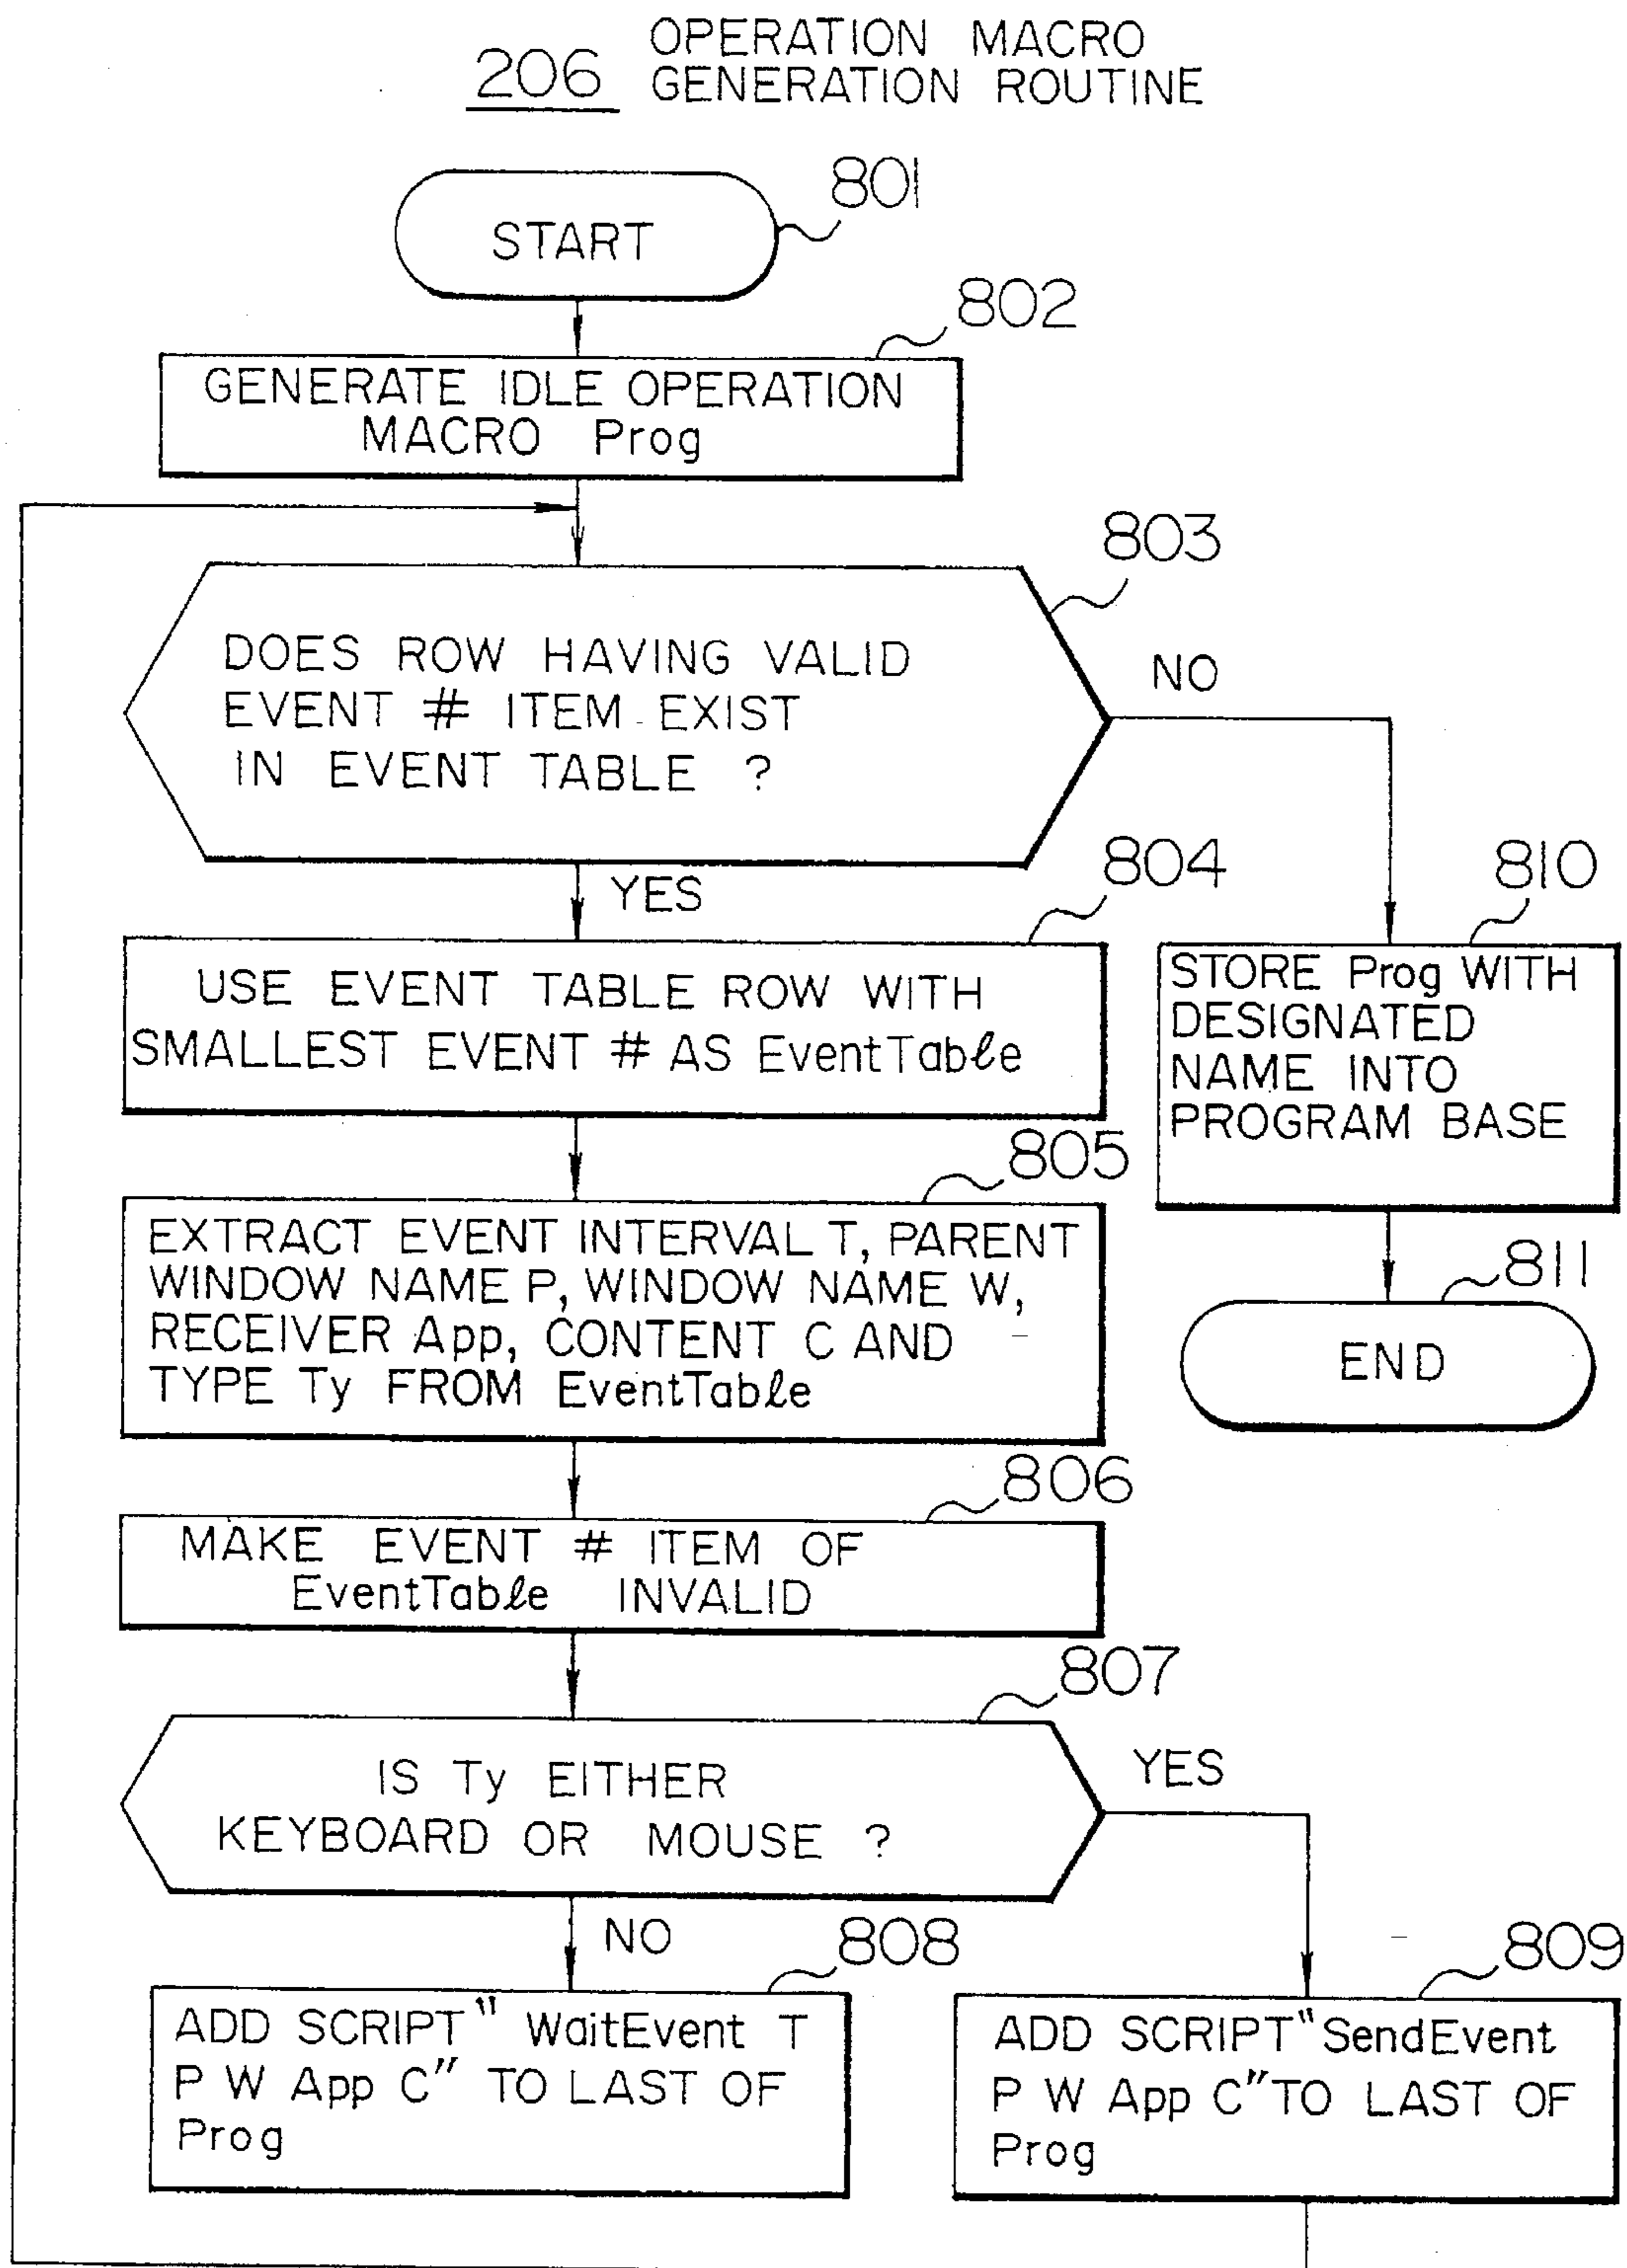 206
OPERATION MACRO
GENERATION ROUTINE
801
START
802
GENERATE IDLE OPERATION
MACRO Prog
803
DOES ROW HAVING VALID
EVENT # ITEM EXIST
IN EVENT TABLE ?
NO
YES
804
USE EVENT TABLE ROW WITH
SMALLEST EVENT # AS EventTable
810
STORE Prog WITH
DESIGNATED
NAME INTO
PROGRAM BASE
805
EXTRACT EVENT INTERVAL T, PARENT
WINDOW NAME P, WINDOW NAME W,
RECEIVER App, CONTENT C AND
TYPE Ty FROM EventTable
811
END
806
MAKE EVENT # ITEM OF
EventTable INVALID
807
IS Ty EITHER
KEYBOARD OR MOUSE ?
YES
NO
808
ADD SCRIPT " WaitEvent T
P W App C" TO LAST OF
Prog
809
ADD SCRIPT "SendEvent
P W App C" TO LAST OF
Prog